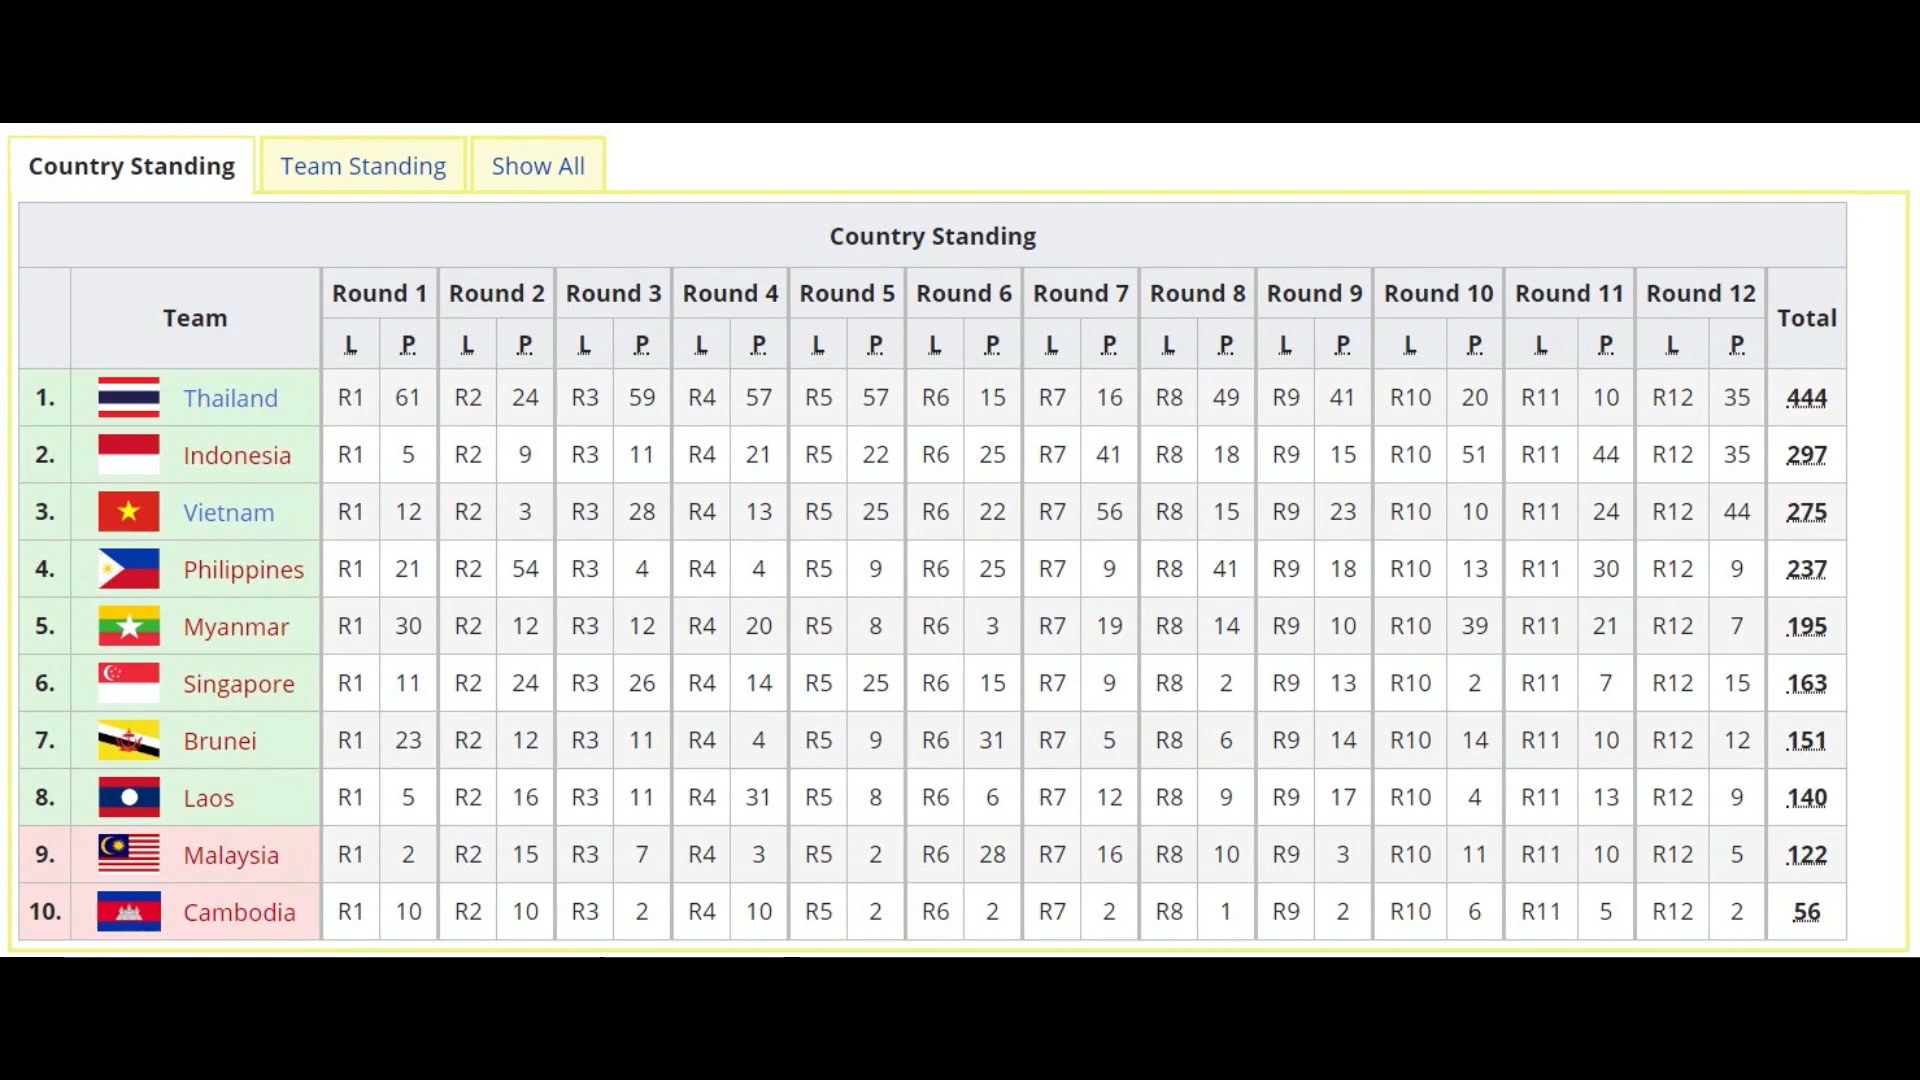 Country Standing Team Standing Show All
Country Standing
Team Round 1 Round 2 Round 3 Round 4 Round 5 Round 6 Round 7 Round 8 Round 9 Round 10 Round 11 Round 12 Total
L P L P L P L P L P L P L P L P L P L P L P L P
1. Thailand R1 61 R2 24 R3 59 R4 57 R5 57 R6 15 R7 16 R8 49 R9 41 R10 20 R11 10 R12 35 444
2. Indonesia R1 5 R2 9 R3 11 R4 21 R5 22 R6 25 R7 41 R8 18 R9 15 R10 51 R11 44 R12 35 297
3. Vietnam R1 12 R2 3 R3 28 R4 13 R5 25 R6 22 R7 56 R8 15 R9 23 R10 10 R11 24 R12 44 275
4. Philippines R1 21 R2 54 R3 4 R4 4 R5 9 R6 25 R7 9 R8 41 R9 18 R10 13 R11 30 R12 9 237
5. Myanmar R1 30 R2 12 R3 12 R4 20 R5 8 R6 3 R7 19 R8 14 R9 10 R10 39 R11 21 R12 7 195
6. Singapore R1 11 R2 24 R3 26 R4 14 R5 25 R6 15 R7 9 R8 2 R9 13 R10 2 R11 7 R12 15 163
7. Brunei R1 23 R2 12 R3 11 R4 4 R5 9 R6 31 R7 5 R8 6 R9 14 R10 14 R11 10 R12 12 151
8. Laos R1 5 R2 16 R3 11 R4 31 R5 8 R6 6 R7 12 R8 9 R9 17 R10 4 R11 13 R12 9 140
9. Malaysia R1 2 R2 15 R3 7 R4 3 R5 2 R6 28 R7 16 R8 10 R9 3 R10 11 R11 10 R12 5 122
10. Cambodia R1 10 R2 10 R3 2 R4 10 R5 2 R6 2 R7 2 R8 1 R9 2 R10 6 R11 5 R12 2 56